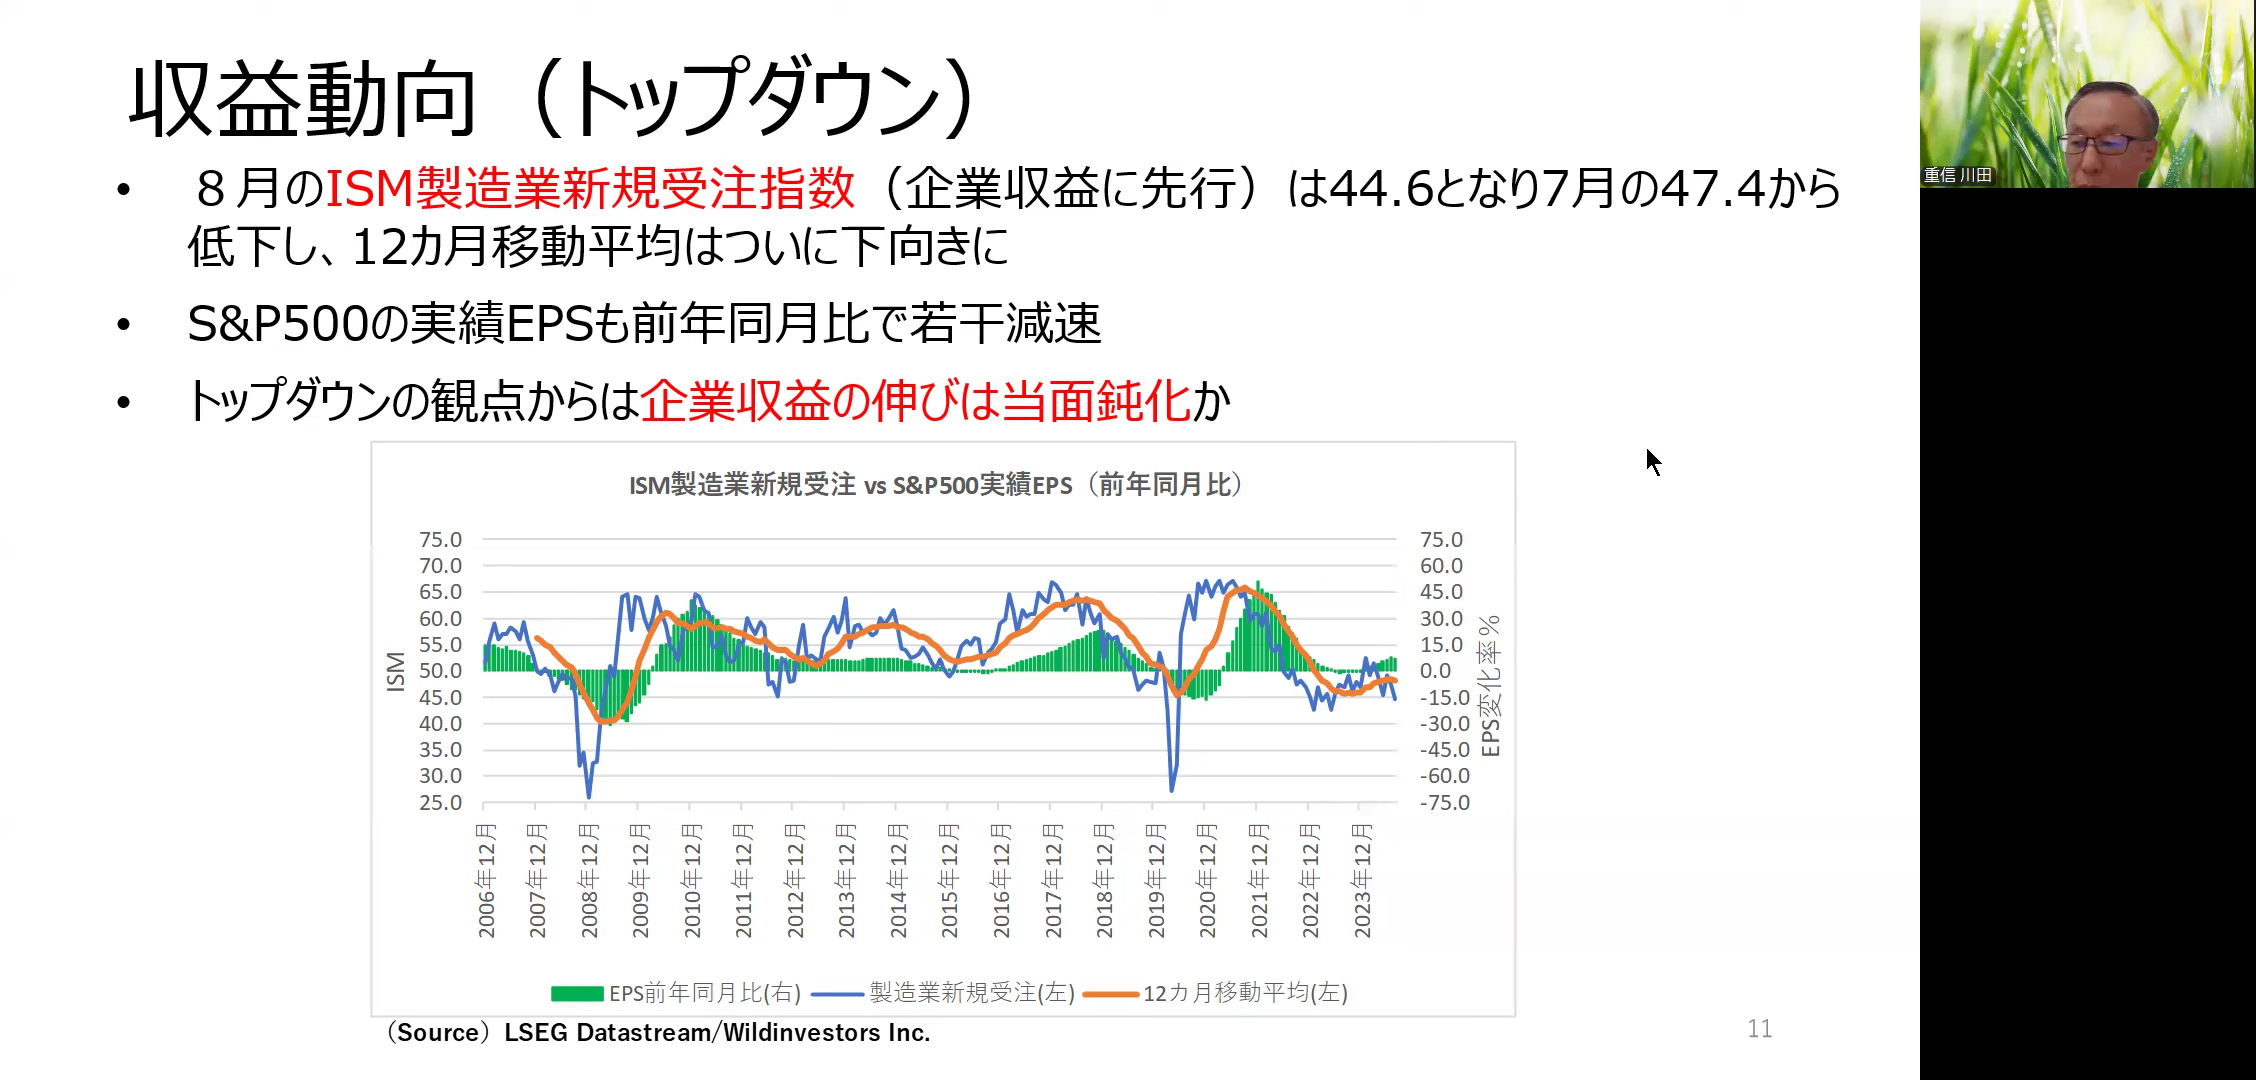 収益動向（トップダウン）
• ８月のISM製造業新規受注指数（企業収益に先行）は44.6となり7月の47.4から
低下し、12カ月移動平均はついに下向きに
• S&P500の実績EPSも前年同月比で若干減速
• トップダウンの観点からは企業収益の伸びは当面鈍化か
重信 川田
ISM製造業新規受注 vs S&P500実績EPS（前年同月比）
ISM
75.0
70.0
65.0
60.0
55.0
50.0
45.0
40.0
35.0
30.0
25.0
75.0
60.0
45.0
30.0
15.0
0.0
-15.0
-30.0
-45.0
-60.0
-75.0
EPS変化率％
2006年12月
2007年12月
2008年12月
2009年12月
2010年12月
2011年12月
2012年12月
2013年12月
2014年12月
2015年12月
2016年12月
2017年12月
2018年12月
2019年12月
2020年12月
2021年12月
2022年12月
2023年12月
EPS前年同月比(右) 製造業新規受注(左) 12カ月移動平均(左)
（Source）LSEG Datastream/Wildinvestors Inc.
11